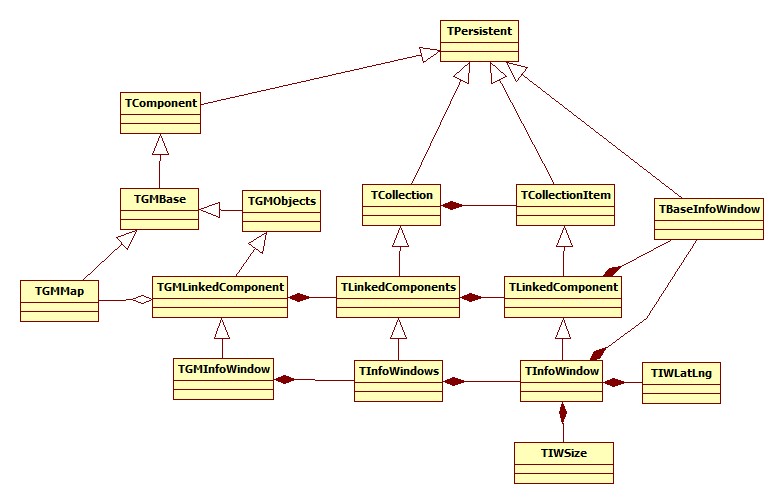 TPersistent
TComponent
TGMBase
TGMObjects
TCollection
TCollectionItem
TBaseInfoWindow
TGMMap
TGMLinkedComponent
TLinkedComponents
TLinkedComponent
TGMInfoWindow
TInfoWindows
TInfoWindow
TIWLatLng
TIWSize